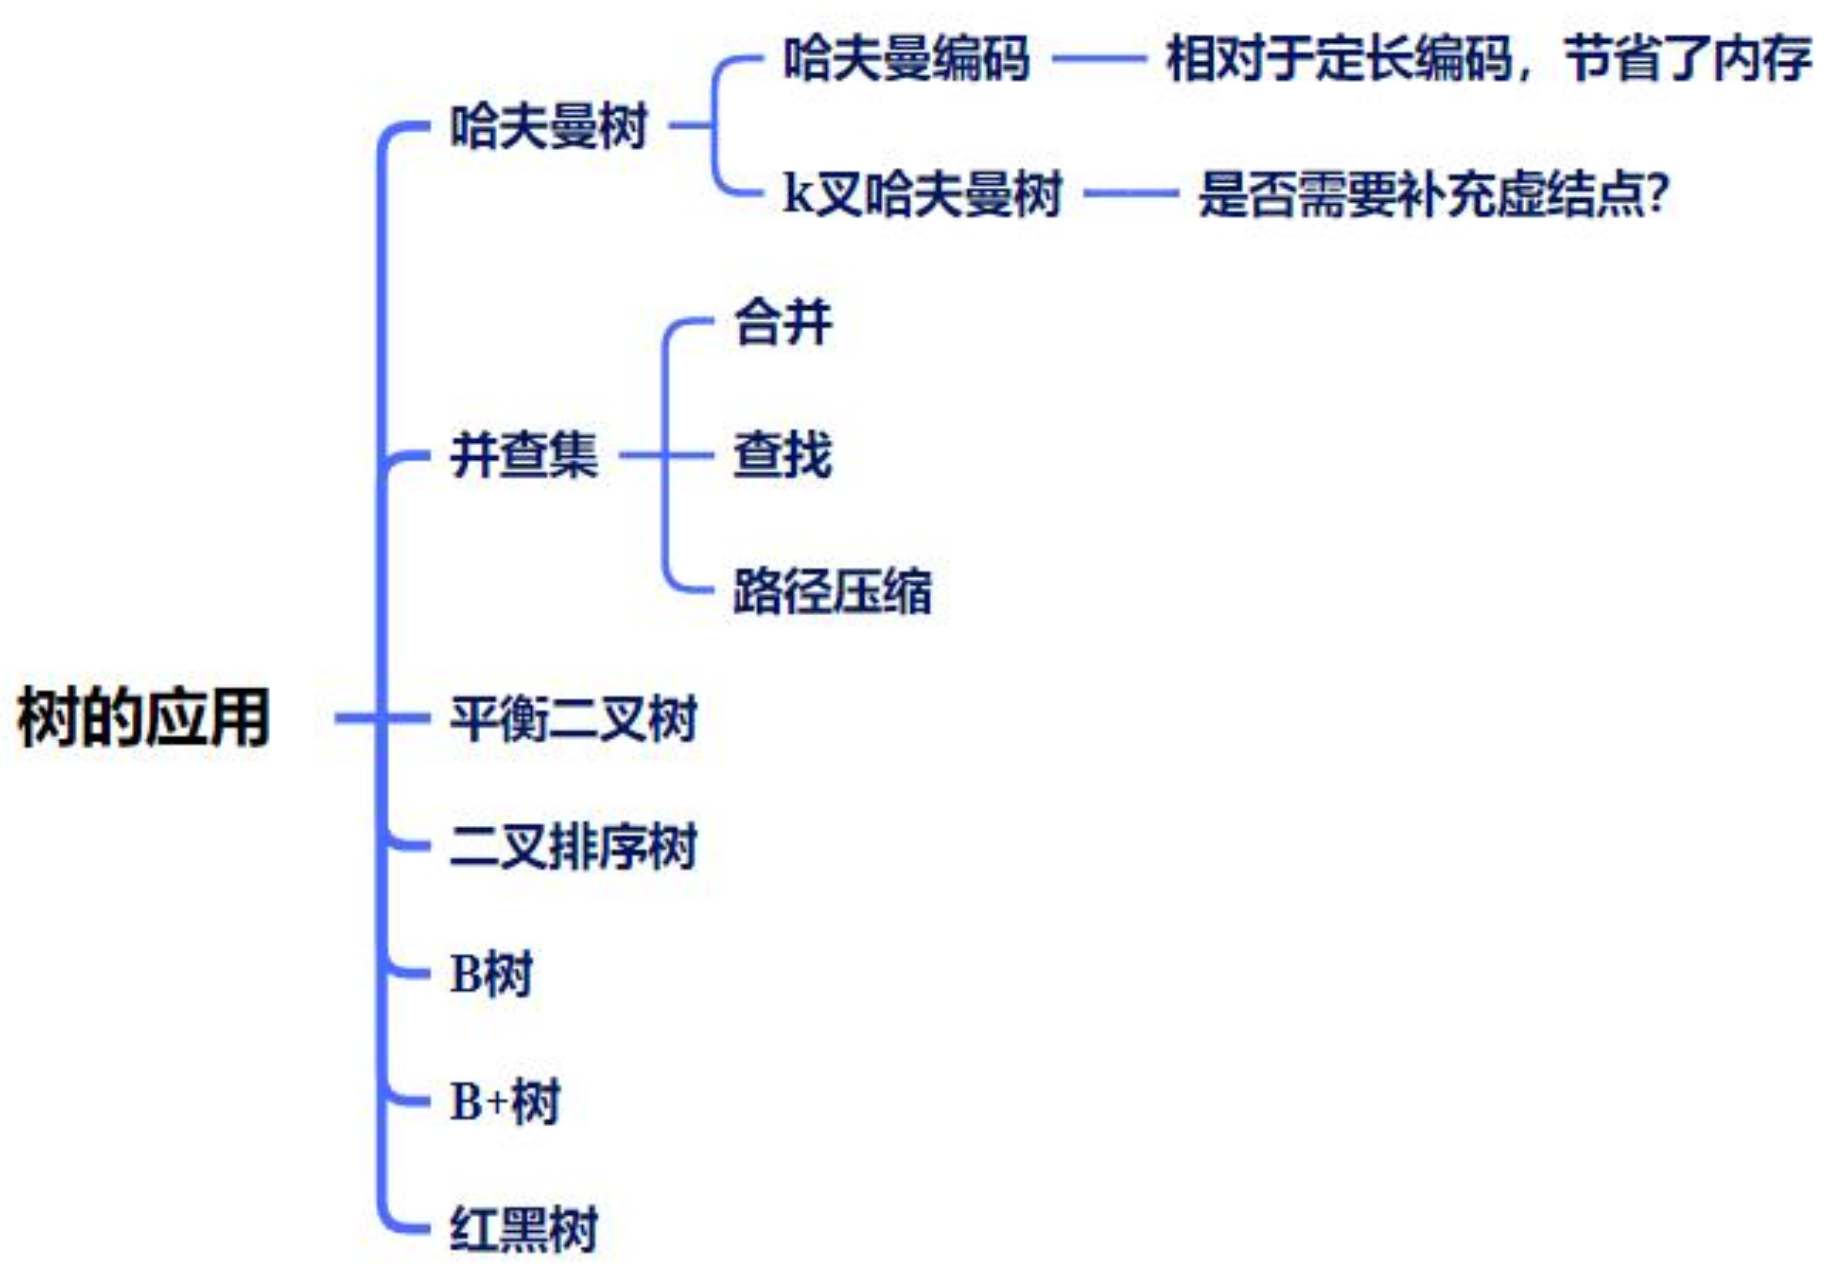 哈夫曼编码
相对于定长编码，节省了内存
哈夫曼树
k叉哈夫曼树
是否需要补充虚结点？
合并
并查集
查找
路径压缩
树的应用
平衡二叉树
二叉排序树
B树
B+树
红黑树